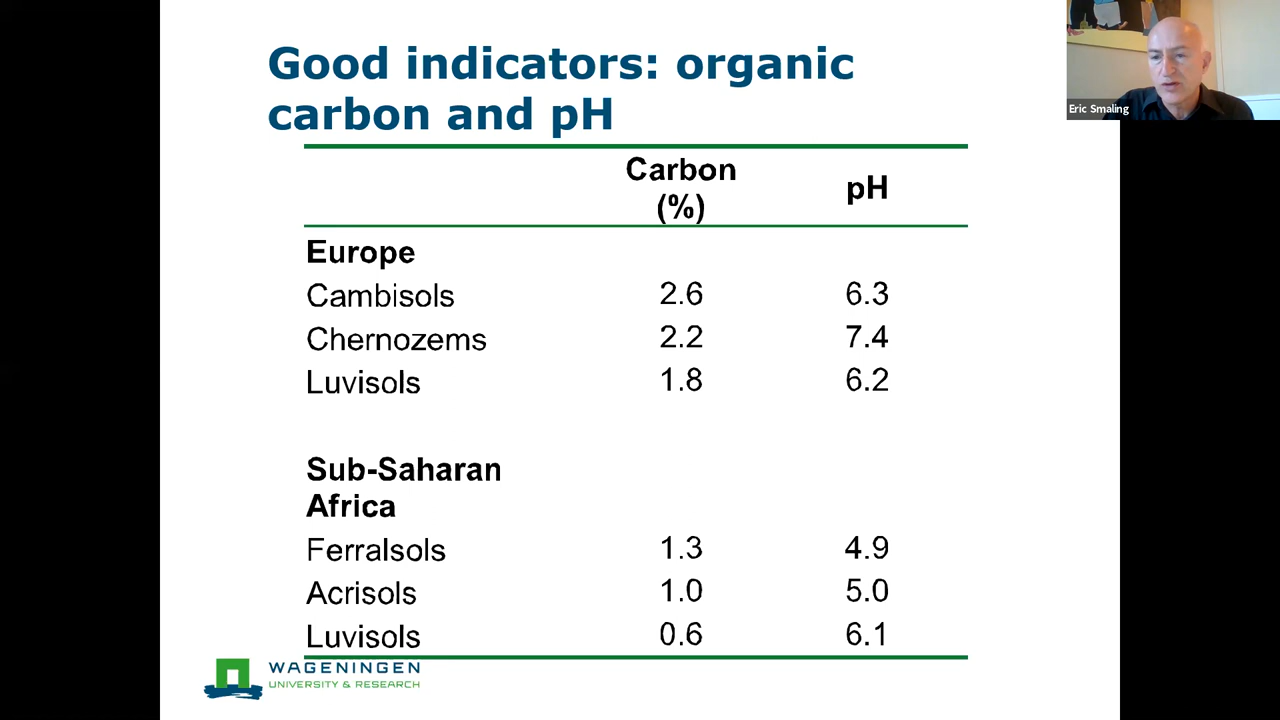 Good indicators: organic
carbon and pH
Carbon
(%)
pH
Europe
Cambisols 2.6 6.3
Chernozems 2.2 7.4
Luvisols 1.8 6.2
Sub-Saharan
Africa
Ferralsols 1.3 4.9
Acrisols 1.0 5.0
Luvisols 0.6 6.1
WAGENINGEN
UNIVERSITY & RESEARCH
Eric Smaling